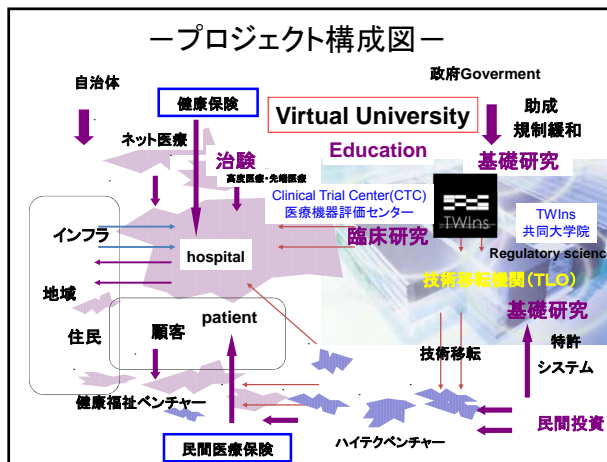 －プロジェクト構成図－
自治体
健康保険
政府Goverment
Virtual University
助成
規制緩和
ネット医療
治験
Education
基礎研究
高度医療・先端医療
Clinical Trial Center(CTC)
医療機器評価センター
TWIns
TWIns
共同大学院
インフラ
臨床研究
hospital
Regulatory scienc
地域
技術移転機関(TLO)
基礎研究
住民
顧客
patient
技術移転
特許
システム
健康福祉ベンチャー
民間投資
民間医療保険
ハイテクベンチャー